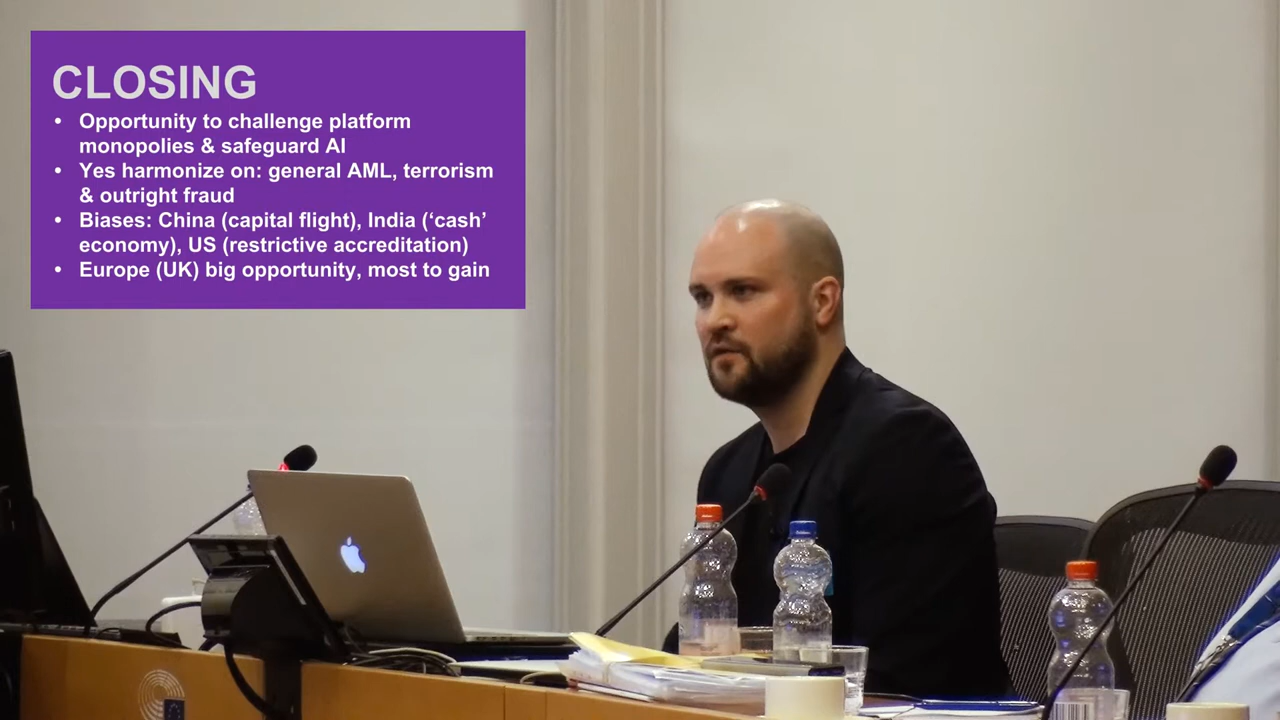 CLOSING
• Opportunity to challenge platform
monopolies & safeguard AI
• Yes harmonize on: general AML, terrorism
& outright fraud
• Biases: China (capital flight), India (‘cash’
economy), US (restrictive accreditation)
• Europe (UK) big opportunity, most to gain